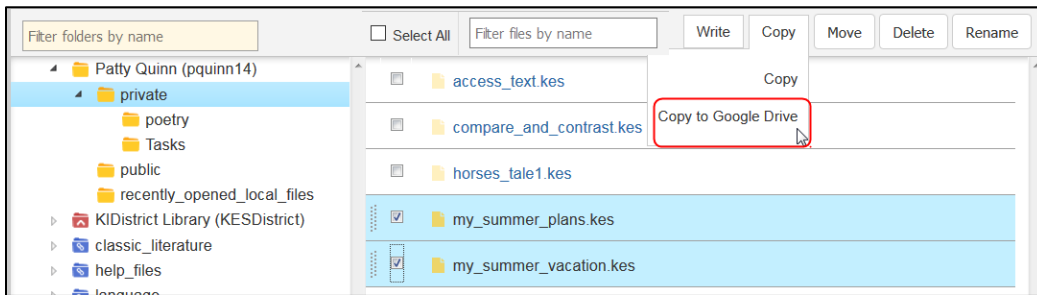 Filter folders by name
Select All
Filter files by name
Write
Copy
Move
Delete
Rename
Copy
Copy to Google Drive
Patty Quinn (pquinn14)
private
poetry
Tasks
public
recently_opened_local_files
KIDistrict Library (KESDistrict)
classic_literature
help_files
language
access_text.kes
compare_and_contrast.kes
horses_tale1.kes
my_summer_plans.kes
my_summer_vacation.kes